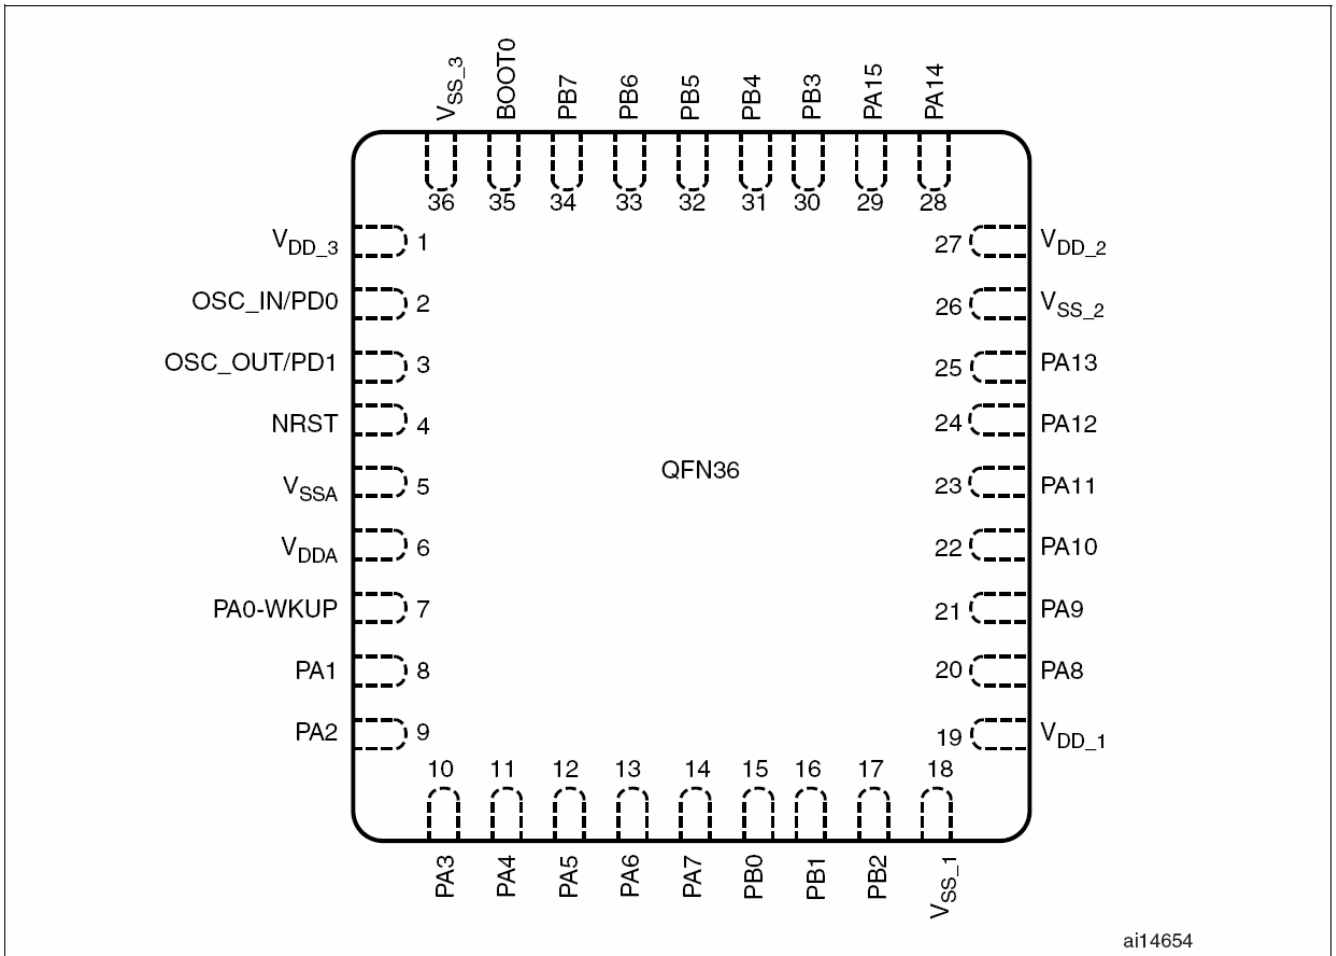 VSS_3
BOOT0
PB7
PB6
PB5
PB4
PB3
PA15
PA14
36 35 34 33 32 31 30 29 28
VDD_3 1 27 VDD_2
OSC_IN/PD0 2 26 VSS_2
OSC_OUT/PD1 3 25 PA13
NRST 4 24 PA12
QFN36
VSSA 5 23 PA11
VDDA 6 22 PA10
PA0-WKUP 7 21 PA9
PA1 8 20 PA8
PA2 9 19 VDD_1
10 11 12 13 14 15 16 17 18
PA3
PA4
PA5
PA6
PA7
PB0
PB1
PB2
VSS_1
ai14654